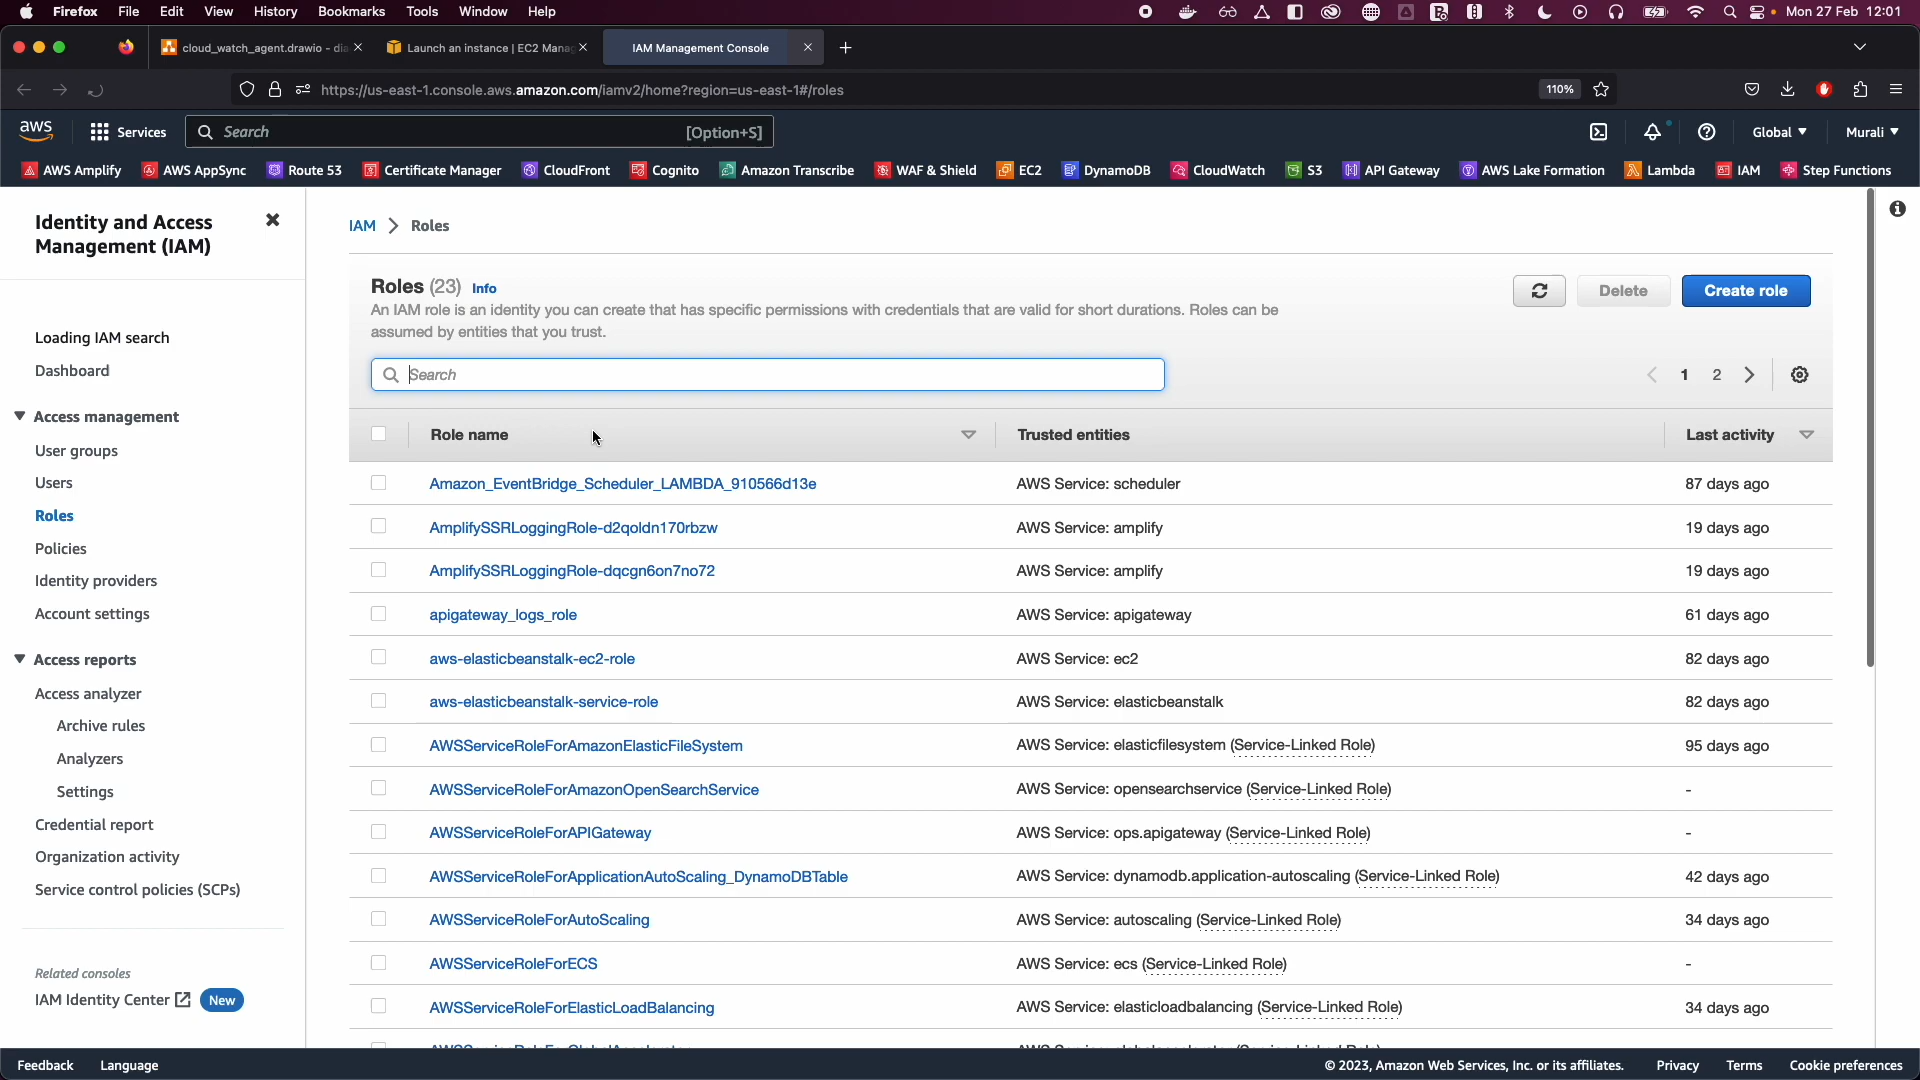 Firefox File Edit View History Bookmarks Tools Window Help
Mon 27 Feb 12:01
cloud_watch_agent.drawio - dia
Launch an instance | EC2 Mana
IAM Management Console
https://us-east-1.console.aws.amazon.com/iamv2/home?region=us-east-1#/roles
110%
aws
Services
Search
[Option+S]
Global
Murali
AWS Amplify
AWS AppSync
Route 53
Certificate Manager
CloudFront
Cognito
Amazon Transcribe
WAF & Shield
EC2
DynamoDB
CloudWatch
S3
API Gateway
AWS Lake Formation
Lambda
IAM
Step Functions
Identity and Access
Management (IAM)
Loading IAM search
Dashboard
Access management
User groups
Users
Roles
Policies
Identity providers
Account settings
Access reports
Access analyzer
Archive rules
Analyzers
Settings
Credential report
Organization activity
Service control policies (SCPs)
Related consoles
IAM Identity Center
New
IAM > Roles
Roles (23) Info
An IAM role is an identity you can create that has specific permissions with credentials that are valid for short durations. Roles can be
assumed by entities that you trust.
Delete
Create role
Search
1 2
Role name Trusted entities Last activity
Amazon_EventBridge_Scheduler_LAMBDA_910566d13e AWS Service: scheduler 87 days ago
AmplifySSRLoggingRole-d2qoldn170rbzw AWS Service: amplify 19 days ago
AmplifySSRLoggingRole-dqcgn6on7no72 AWS Service: amplify 19 days ago
apigateway_logs_role AWS Service: apigateway 61 days ago
aws-elasticbeanstalk-ec2-role AWS Service: ec2 82 days ago
aws-elasticbeanstalk-service-role AWS Service: elasticbeanstalk 82 days ago
AWSServiceRoleForAmazonElasticFileSystem AWS Service: elasticfilesystem (Service-Linked Role) 95 days ago
AWSServiceRoleForAmazonOpenSearchService AWS Service: opensearchservice (Service-Linked Role) -
AWSServiceRoleForAPIGateway AWS Service: ops.apigateway (Service-Linked Role) -
AWSServiceRoleForApplicationAutoScaling_DynamoDBTable AWS Service: dynamodb.application-autoscaling (Service-Linked Role) 42 days ago
AWSServiceRoleForAutoScaling AWS Service: autoscaling (Service-Linked Role) 34 days ago
AWSServiceRoleForECS AWS Service: ecs (Service-Linked Role) -
AWSServiceRoleForElasticLoadBalancing AWS Service: elasticloadbalancing (Service-Linked Role) 34 days ago
Feedback
Language
© 2023, Amazon Web Services, Inc. or its affiliates.
Privacy
Terms
Cookie preferences